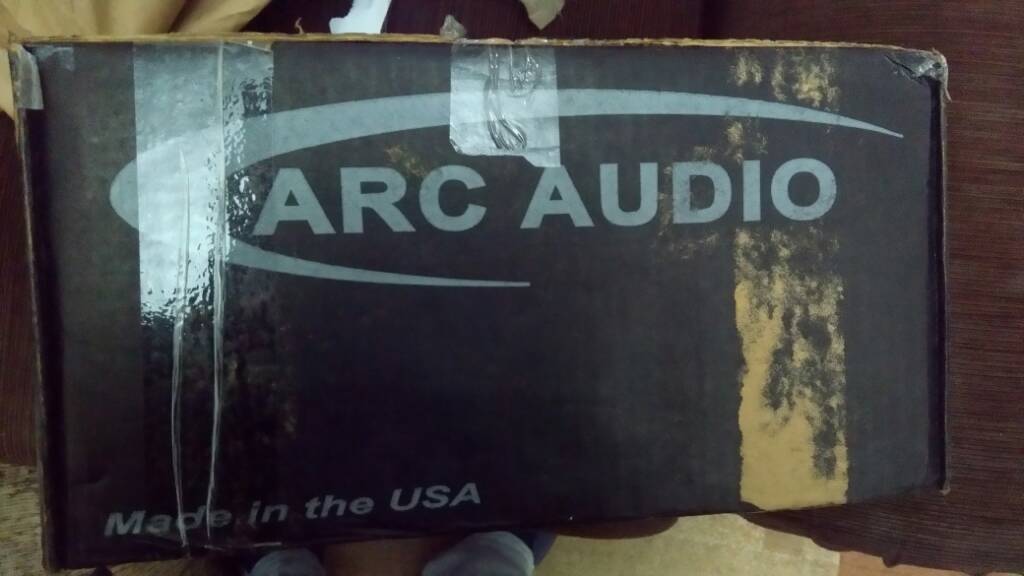 ARC AUDIO
Made in the USA